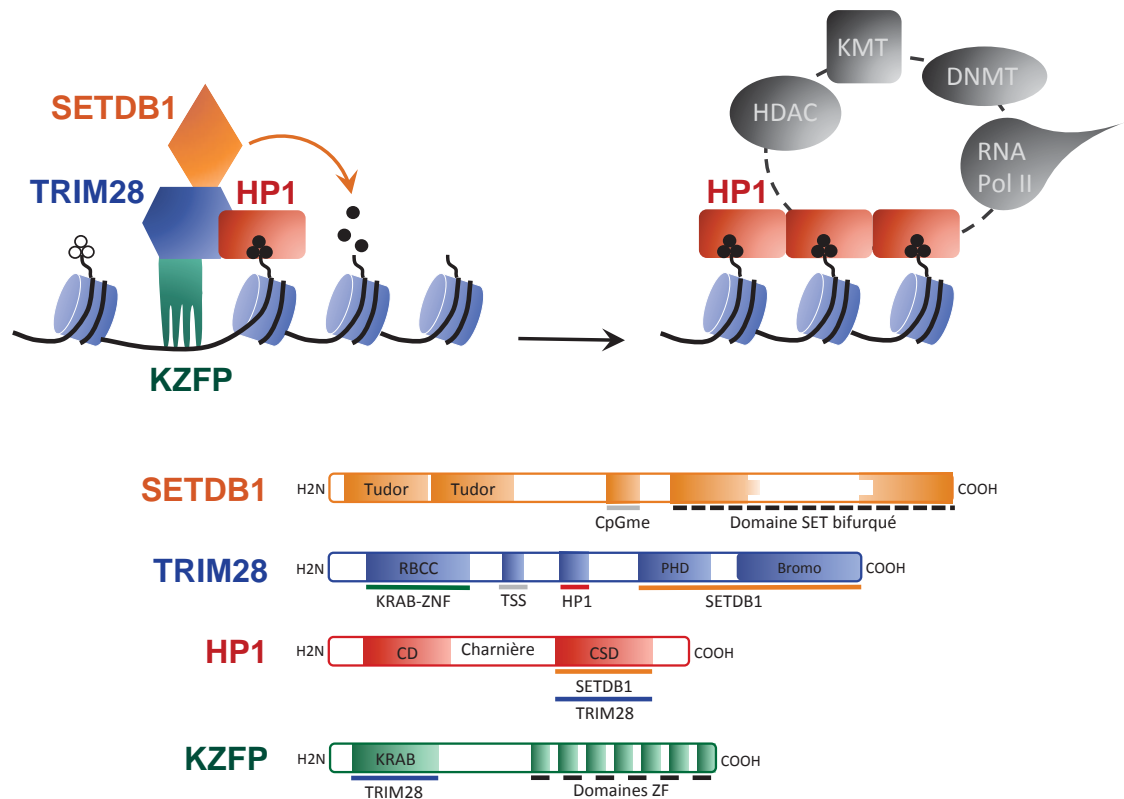 KMT
DNMT
HDAC
RNA
Pol II
SETDB1
TRIM28
HP1
HP1
KZFP
SETDB1
H2N
Tudor
Tudor
COOH
CpGme
Domaine SET bifurqué
TRIM28
H2N
RBCC
PHD
Bromo
COOH
KRAB-ZNF
TSS
HP1
SETDB1
HP1
H2N
CD
Charnière
CSD
COOH
SETDB1
TRIM28
KZFP
H2N
KRAB
COOH
TRIM28
Domaines ZF